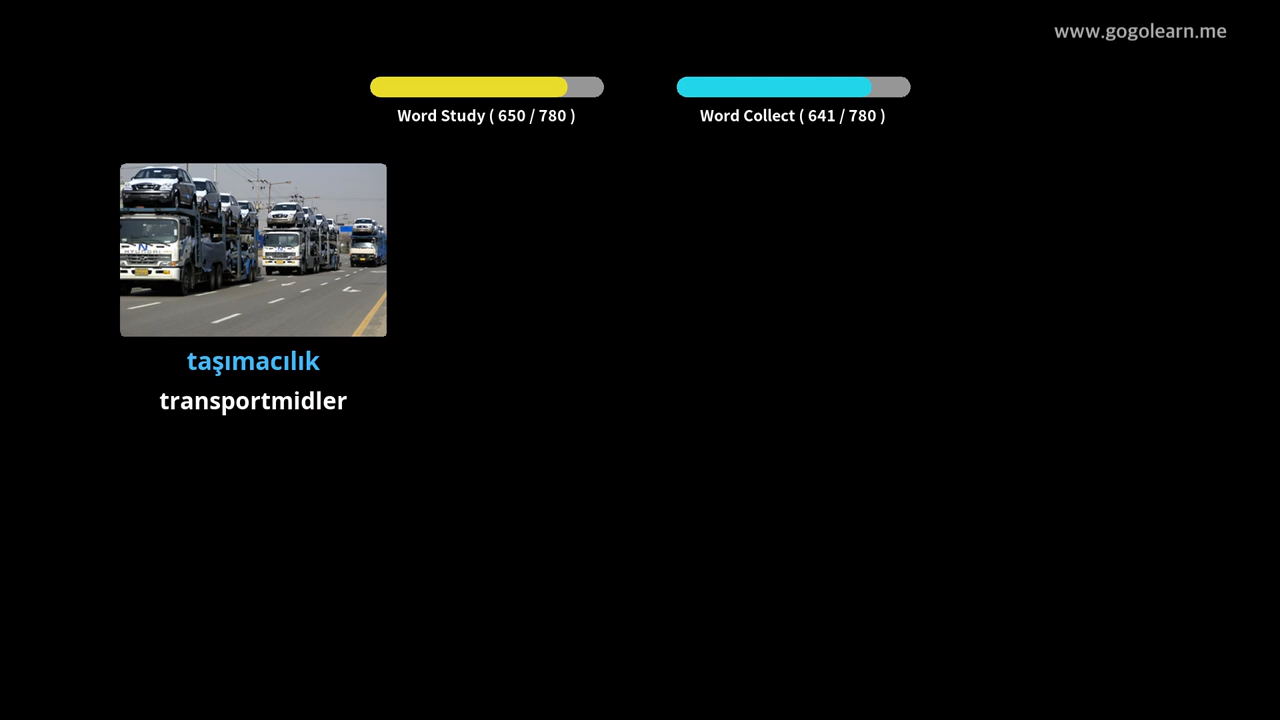 www.gogolearn.me
Word Study ( 650 / 780 )
Word Collect ( 641 / 780 )
taşımacılık
transportmidler